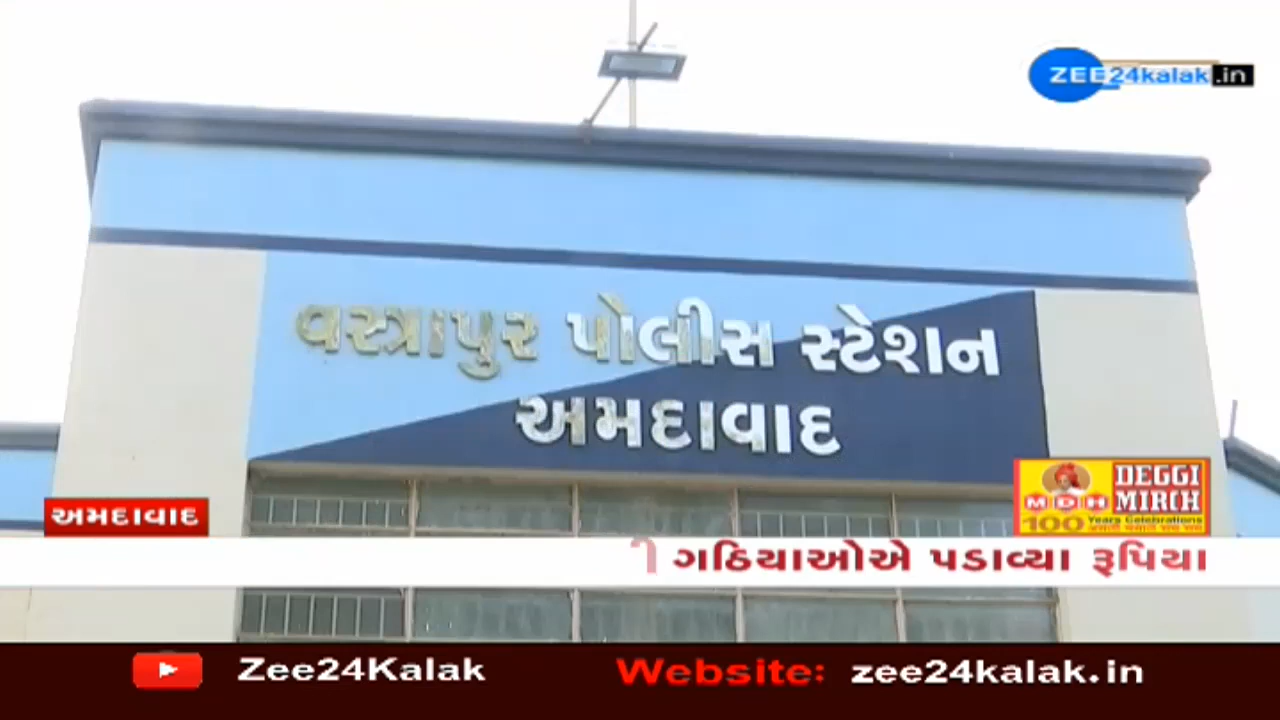 ZEE24kalak.in
વસ્ત્રાપુર પોલીસ સ્ટેશન
અમદાવાદ
અમદાવાદ
MDH
DEGGI
MIRCH
100 Years Celebrations
ગઠિયાઓએ પડાવ્યા રૂપિયા
Zee24Kalak
Website: zee24kalak.in